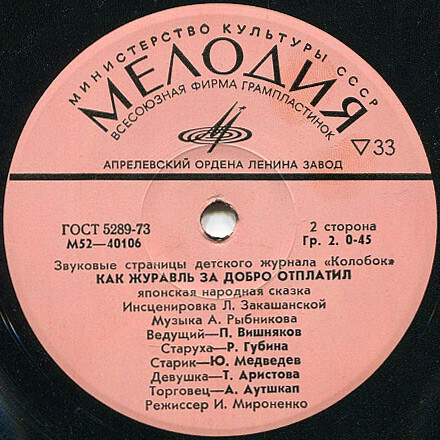 МИНИСТЕРСТВО КУЛЬТУРЫ СССР
МЕЛОДИЯ
ВСЕСОЮЗНАЯ ФИРМА ГРАМПЛАСТИНОК
▽33
АПРЕЛЕВСКИЙ ОРДЕНА ЛЕНИНА ЗАВОД
ГОСТ 5289-73
М52—40106
2 сторона
Гр. 2. 0-45
Звуковые страницы детского журнала «Колобок»
КАК ЖУРАВЛЬ ЗА ДОБРО ОТПЛАТИЛ
японская народная сказка
Инсценировка Л. Закашанской
Музыка А. Рыбникова
Ведущий—П. Вишняков
Старуха—Р. Губина
Старик—Ю. Медведев
Девушка—Т. Аристова
Торговец—А. Аутшкап
Режиссер И. Мироненко